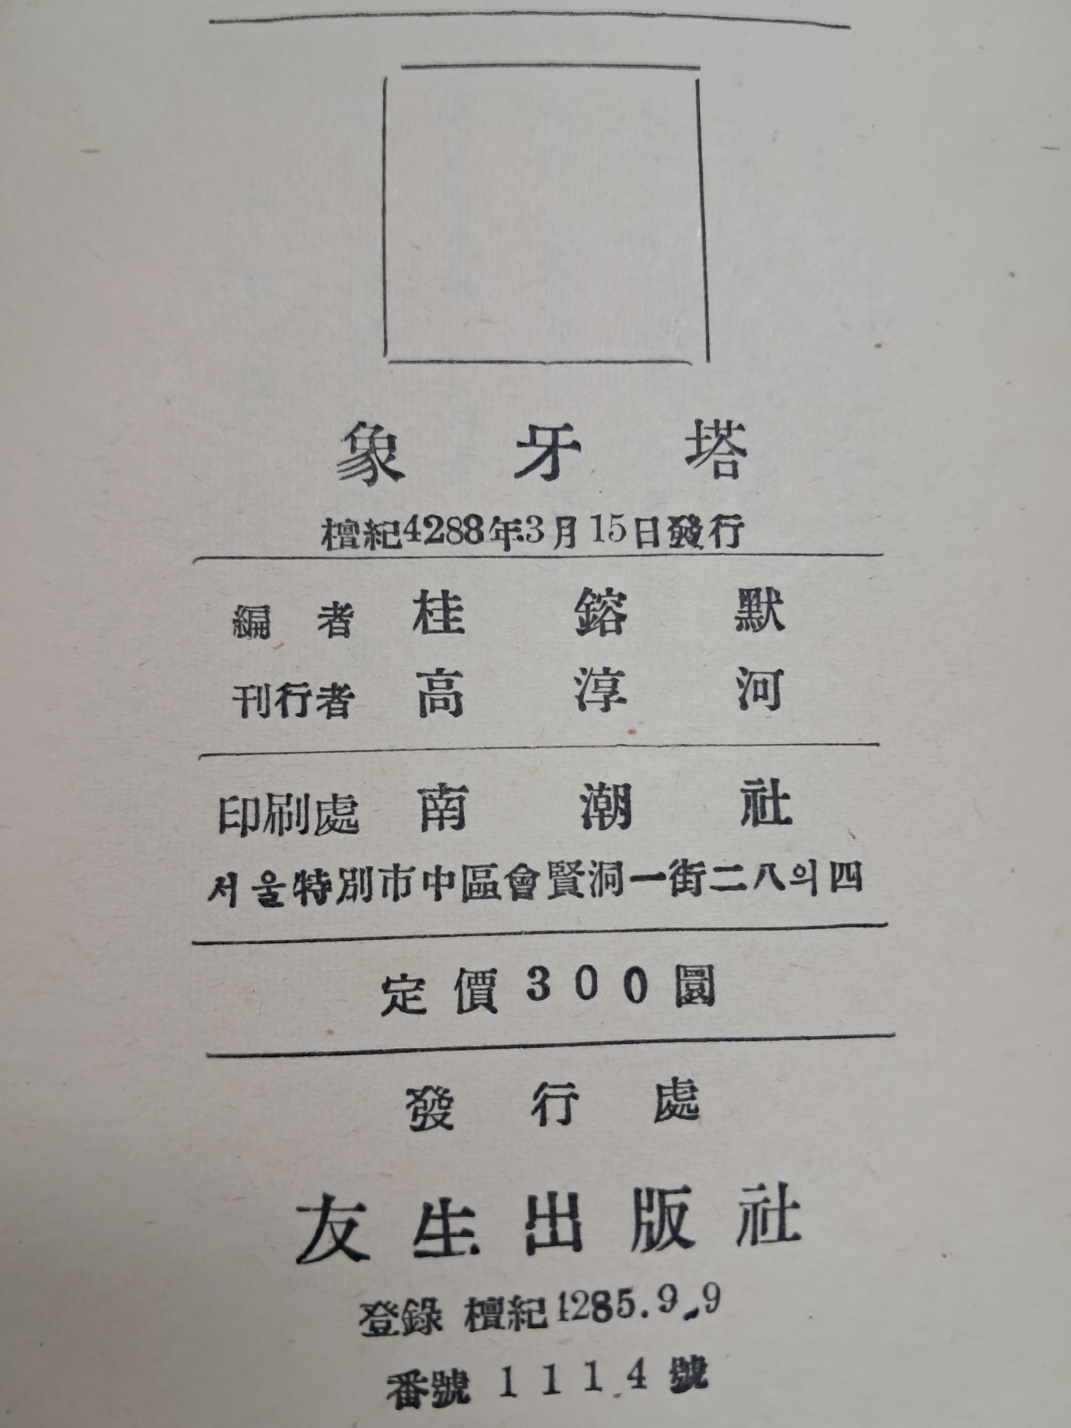 象牙塔
檀紀4288年3月15日發行
編者 桂鎔默
刊行者 高淳河
印刷處 南潮社
서울特別市中區會賢洞一街二八의四
定價300圜
發行處
友生出版社
登錄 檀紀4285.9.9
番號 1114號